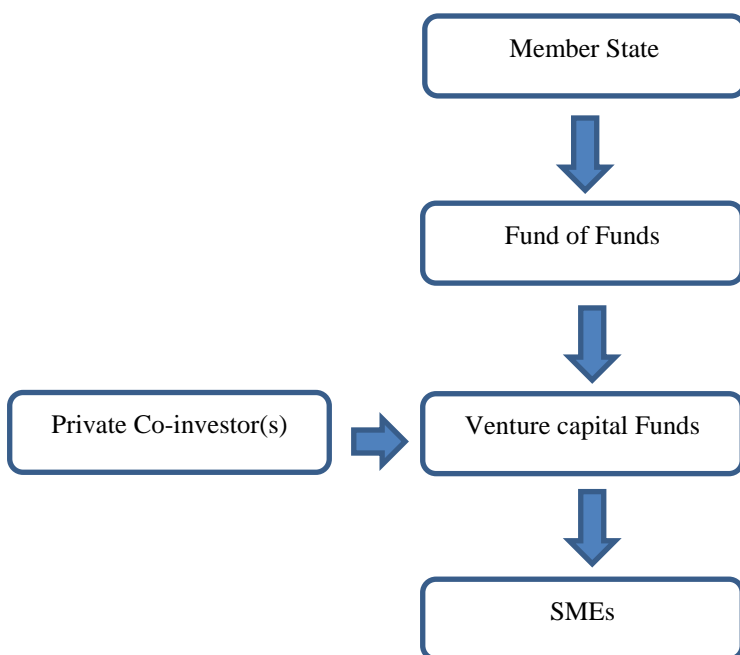 Member State
Fund of Funds
Private Co-investor(s)
Venture capital Funds
SMEs